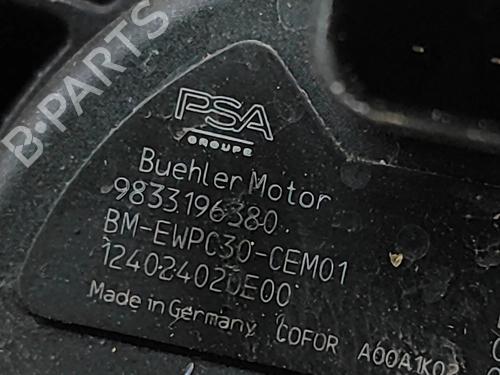 B-PARTS
PSA
GROUPE
Buehler Motor
9833196380
BM-EWPC30-CEM01
12402402DE00
Made in Germany COFOR A00A1K02